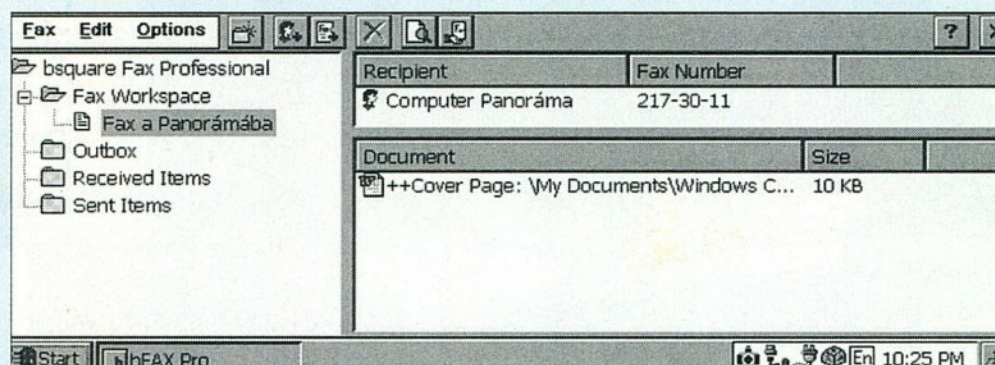 Fax Edit Options ?
bsquare Fax Professional
Fax Workspace
Fax a Panorámába
Outbox
Received Items
Sent Items
Recipient Fax Number
Computer Panoráma 217-30-11
Document Size
++Cover Page: \My Documents\Windows C... 10 KB
Start bFAX Pro En 10:25 PM